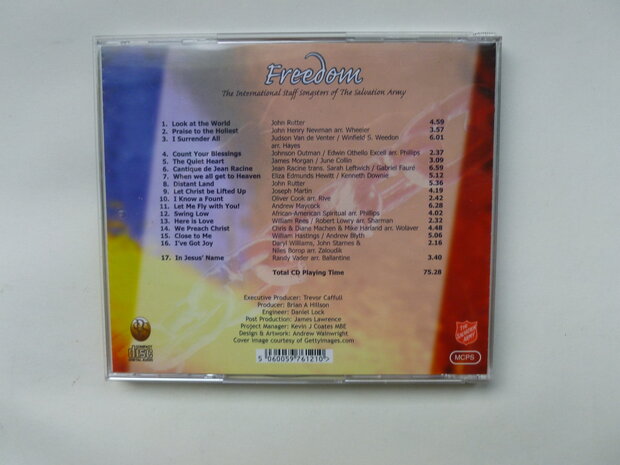 Freedom
The International Staff Songsters of The Salvation Army
1. Look at the World John Rutter 4.59
2. Praise to the Holiest John Henry Newman arr. Wheeler 3.57
3. I Surrender All Judson Van de Venter / Winfield S. Weedon 6.01
arr. Hayes
4. Count Your Blessings Johnson Outman / Edwin Othello Excell arr. Phillips 2.37
5. The Quiet Heart James Morgan / June Collin 3.09
6. Cantique de Jean Racine Jean Racine trans. Sarah Leftwich / Gabriel Fauré 6.59
7. When we all get to Heaven Eliza Edmunds Hewitt / Kenneth Downie 5.12
8. Distant Land John Rutter 5.36
9. Let Christ be Lifted Up Joseph Martin 4.19
10. I Know a Fount Oliver Cook arr. Rive 2.42
11. Let Me Fly with You! Andrew Maycock 6.28
12. Swing Low African-American Spiritual arr. Phillips 4.02
13. Here is Love William Rees / Robert Lowry arr. Sharman 2.32
14. We Preach Christ Chris & Diane Machen & Mike Harland arr. Wolaver 4.48
15. Close to Me William Hastings / Andrew Blyth 5.06
16. I've Got Joy Daryl Williams, John Starnes & 2.16
Niles Borop arr. Zaloudik
17. In Jesus' Name Randy Vader arr. Ballantine 3.40
Total CD Playing Time 75.28
Executive Producer: Trevor Caffull
Producer: Brian A Hillson
Engineer: Daniel Lock
Post Production: James Lawrence
Project Manager: Kevin J Coates MBE
Design & Artwork: Andrew Wainwright
Cover image courtesy of Gettyimages.com
5 060059 761210
COMPACT
disc
DIGITAL AUDIO
THE
SALVATION
ARMY
MCPS